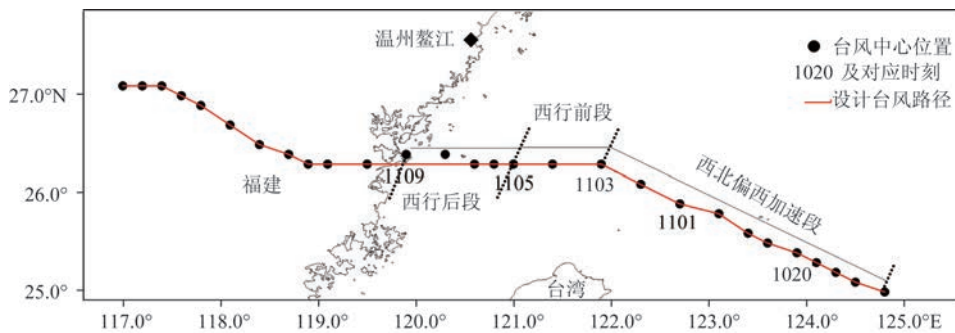 温州鳌江
台风中心位置
1020 及对应时刻
设计台风路径
27.0°N
西行前段
1109
1105
1103
西北偏西加速段
福建
26.0°
西行后段
1101
1020
台湾
25.0°
117.0° 118.0° 119.0° 120.0° 121.0° 122.0° 123.0° 124.0° 125.0°E